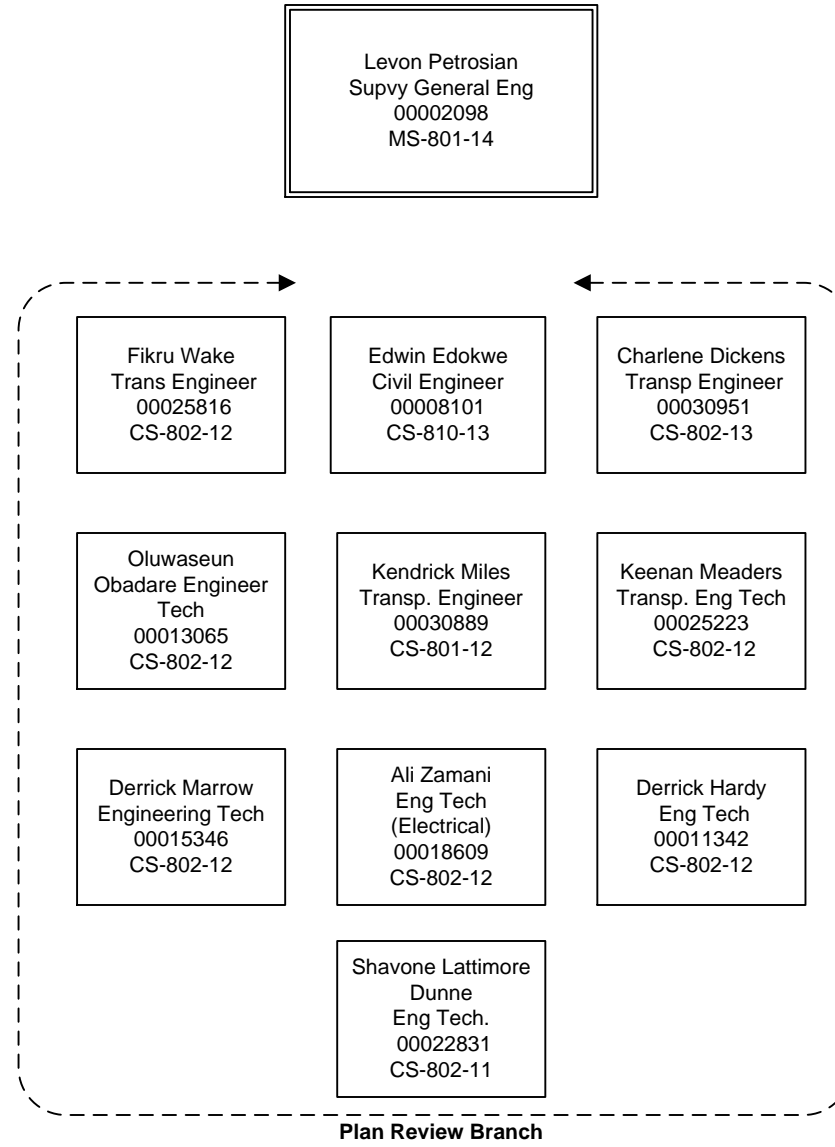 Levon Petrosian
Supvy General Eng
00002098
MS-801-14
Fikru Wake
Trans Engineer
00025816
CS-802-12
Edwin Edokwe
Civil Engineer
00008101
CS-810-13
Charlene Dickens
Transp Engineer
00030951
CS-802-13
Oluwaseun
Obadare Engineer
Tech
00013065
CS-802-12
Kendrick Miles
Transp. Engineer
00030889
CS-801-12
Keenan Meaders
Transp. Eng Tech
00025223
CS-802-12
Derrick Marrow
Engineering Tech
00015346
CS-802-12
Ali Zamani
Eng Tech
(Electrical)
00018609
CS-802-12
Derrick Hardy
Eng Tech
00011342
CS-802-12
Shavone Lattimore
Dunne
Eng Tech.
00022831
CS-802-11
Plan Review Branch